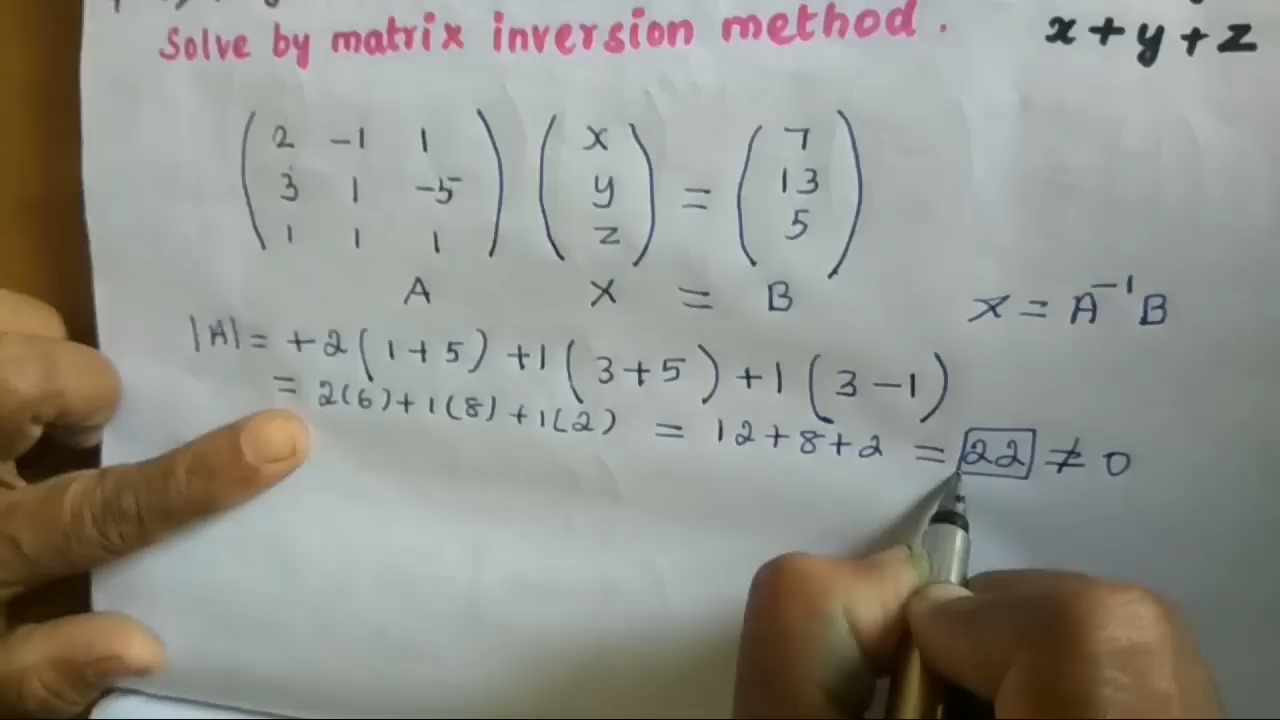 Solve by matrix inversion method. x+y+z
( 2 -1 1 ) ( x ) ( 7 )
( 3 1 -5 ) ( y ) = ( 13 )
( 1 1 1 ) ( z ) ( 5 )
A X = B X = A⁻¹B
|A| = +2(1+5) +1(3+5) +1(3-1)
= 2(6)+1(8)+1(2) = 12+8+2 = 22 ≠ 0